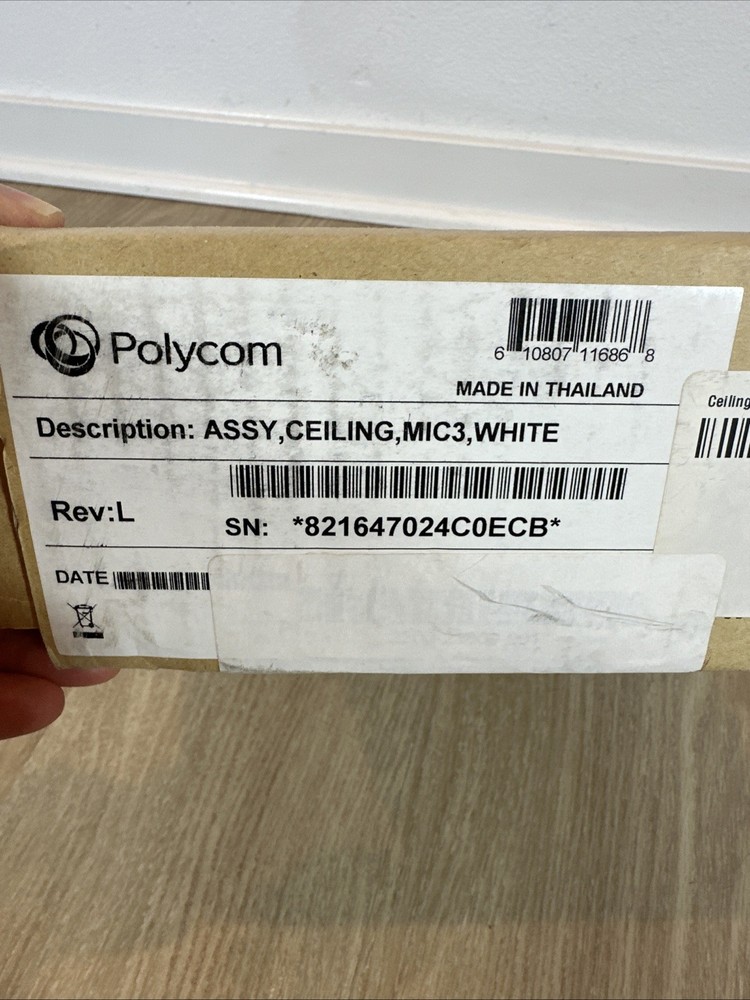 Polycom
6 10807 11686 8
MADE IN THAILAND
Description: ASSY,CEILING,MIC3,WHITE
Rev:L
SN: *821647024C0ECB*
DATE
Ceiling